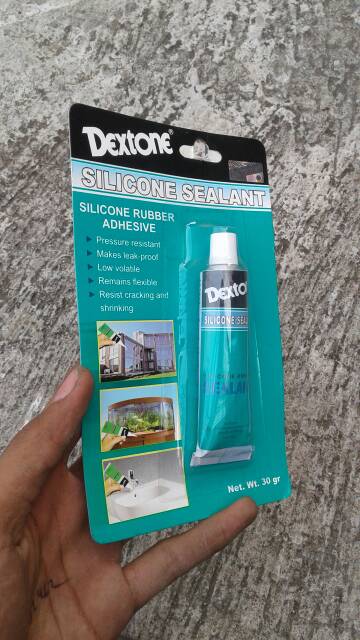 DEXTONE®
SILICONE SEALANT
SILICONE RUBBER
ADHESIVE
Pressure resistant
Makes leak-proof
Low volatile
Remains flexible
Resist cracking and
shrinking
DEXTONE
SILICONE SEAL
Net. Wt. 30 gr